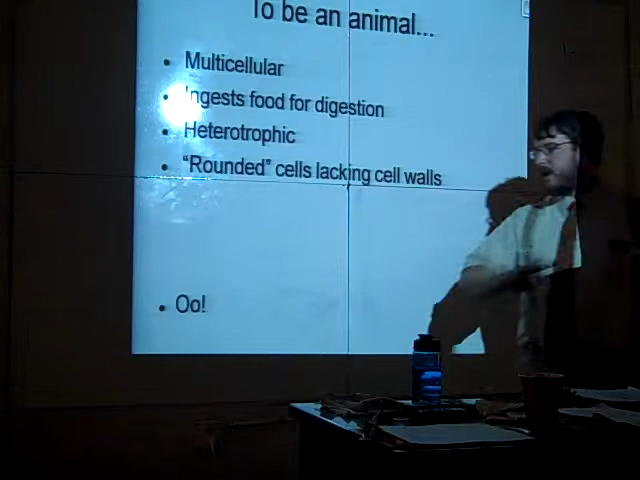 To be an animal...
• Multicellular
• Ingests food for digestion
• Heterotrophic
• “Rounded” cells lacking cell walls
• Oo!